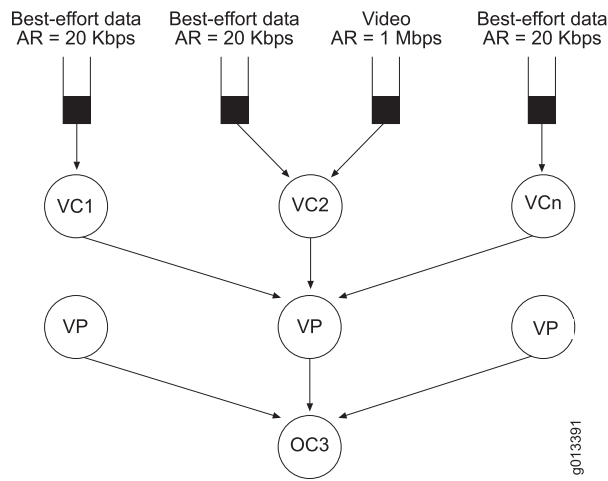 Best-effort data Best-effort data Video Best-effort data
AR = 20 Kbps AR = 20 Kbps AR = 1 Mbps AR = 20 Kbps
VC1 VC2 VCn
VP VP VP
OC3
g013391